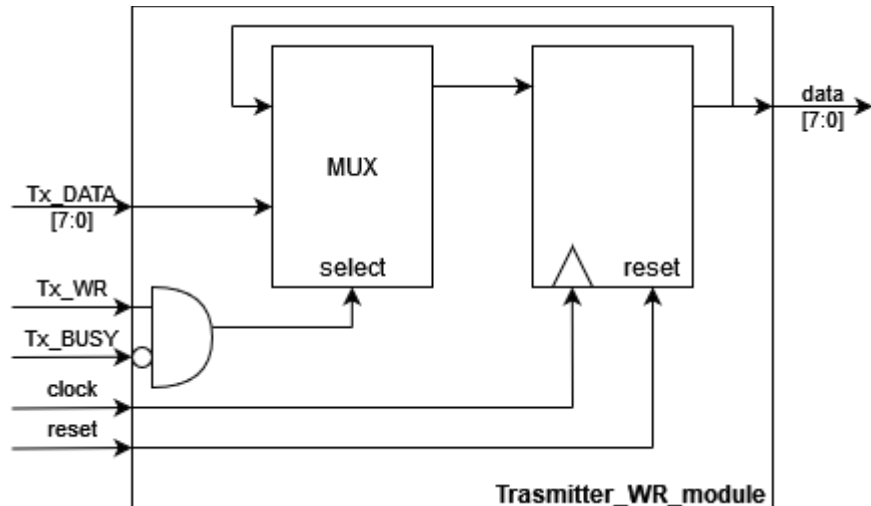 data
[7:0]
MUX
Tx_DATA
[7:0]
select
reset
Tx_WR
Tx_BUSY
clock
reset
Trasmitter_WR_module